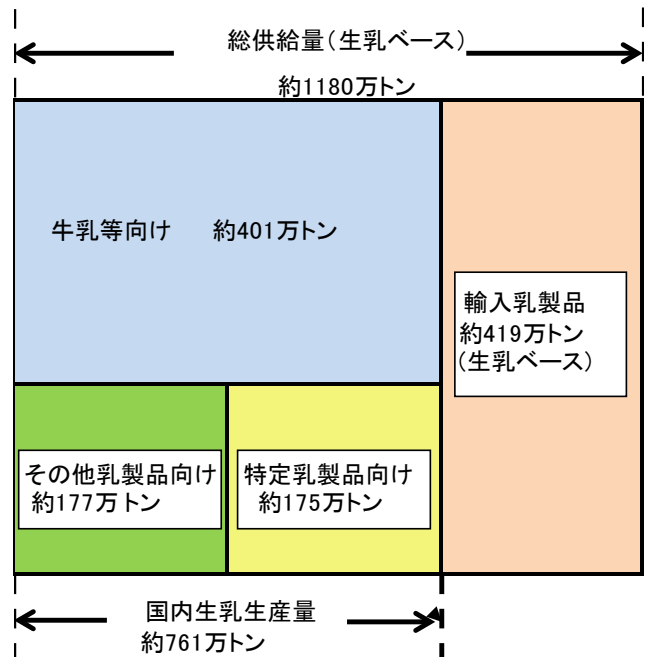 総供給量（生乳ベース）
約1180万トン
牛乳等向け　約401万トン
輸入乳製品
約419万トン
（生乳ベース）
その他乳製品向け
約177万トン
特定乳製品向け
約175万トン
国内生乳生産量
約761万トン